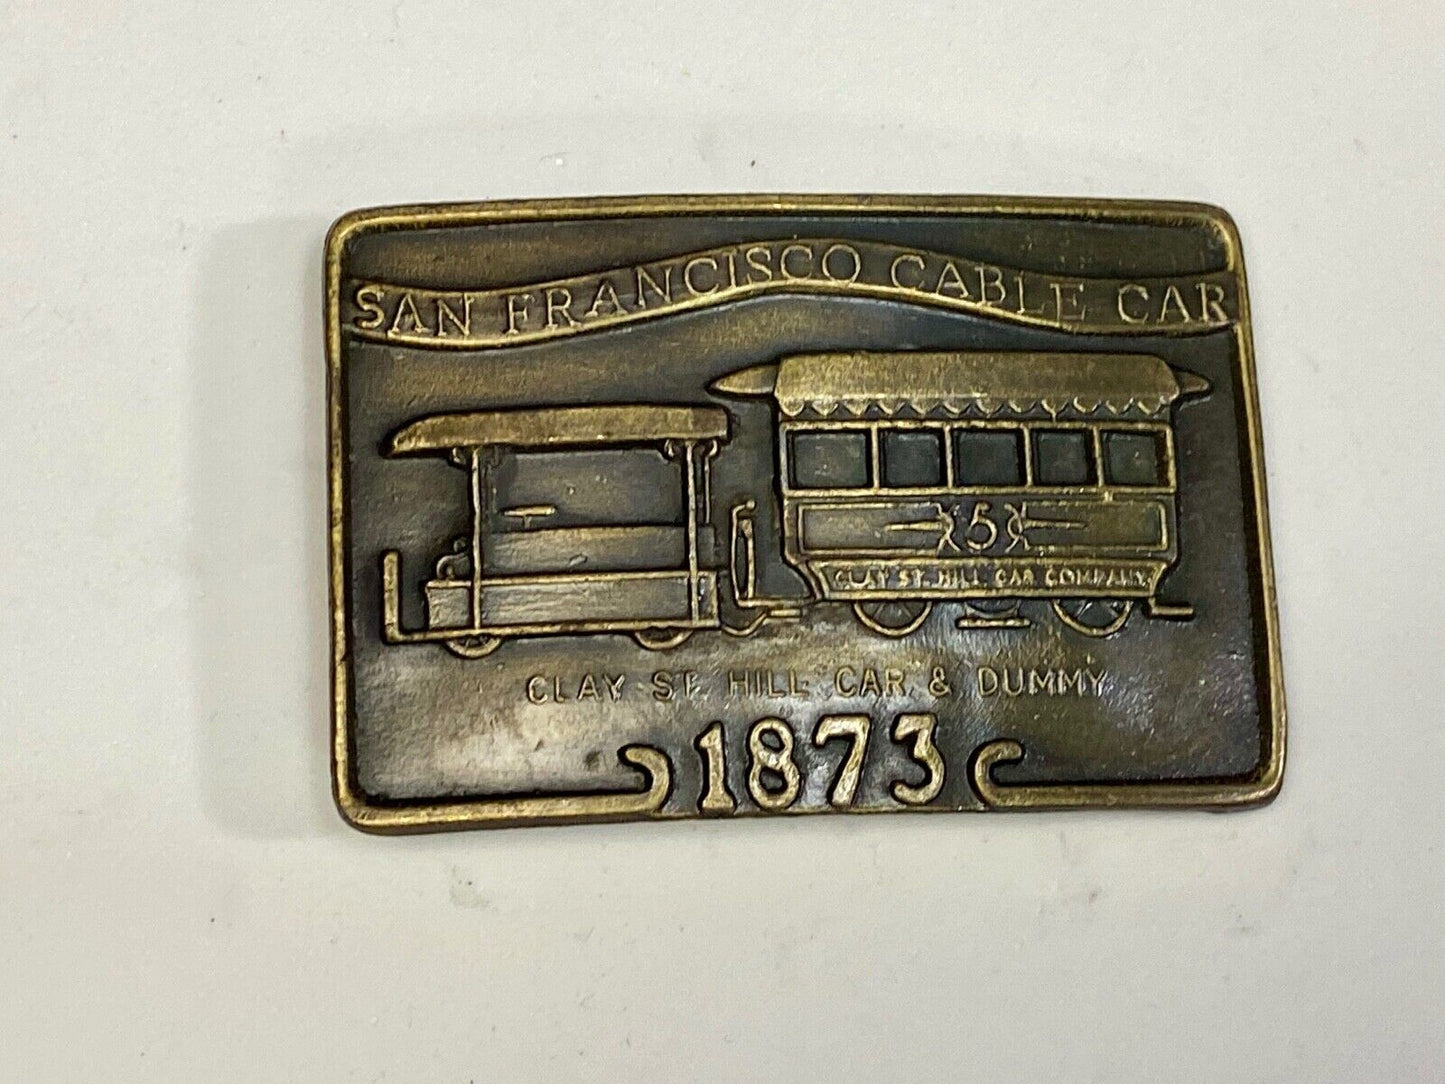 SAN FRANCISCO CABLE CAR
5
CLAY ST. HILL CAR COMPANY
CLAY ST. HILL CAR & DUMMY
1873